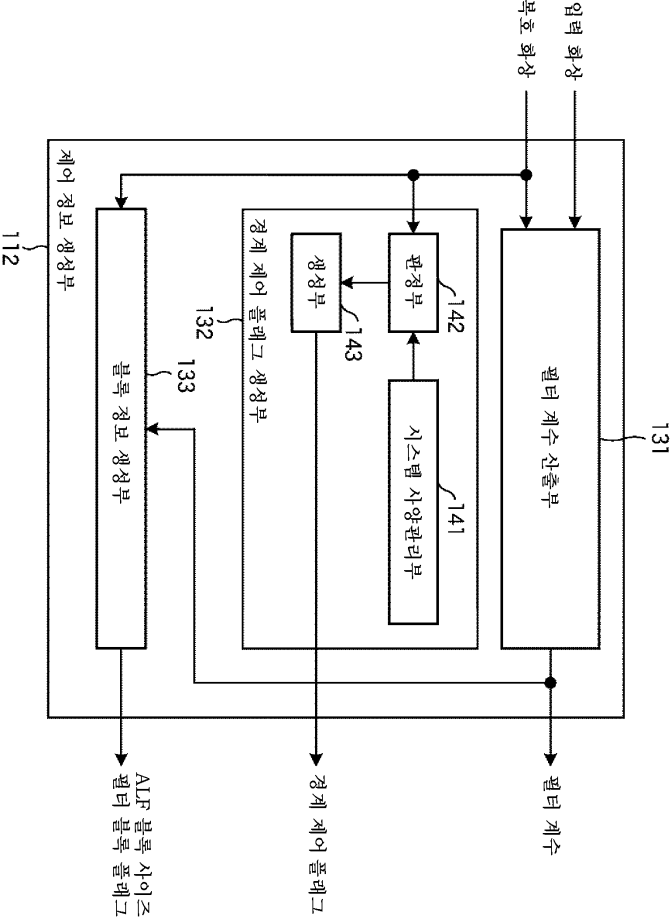 입력 화상
복호 화상
131
필터 계수 산출부
필터 계수
141
시스템 사양관리부
142
판정부
143
생성부
132
경계 제어 플래그 생성부
경계 제어 플래그
133
블록 정보 생성부
ALF 블록 사이즈
필터 블록 플래그
제어 정보 생성부
112